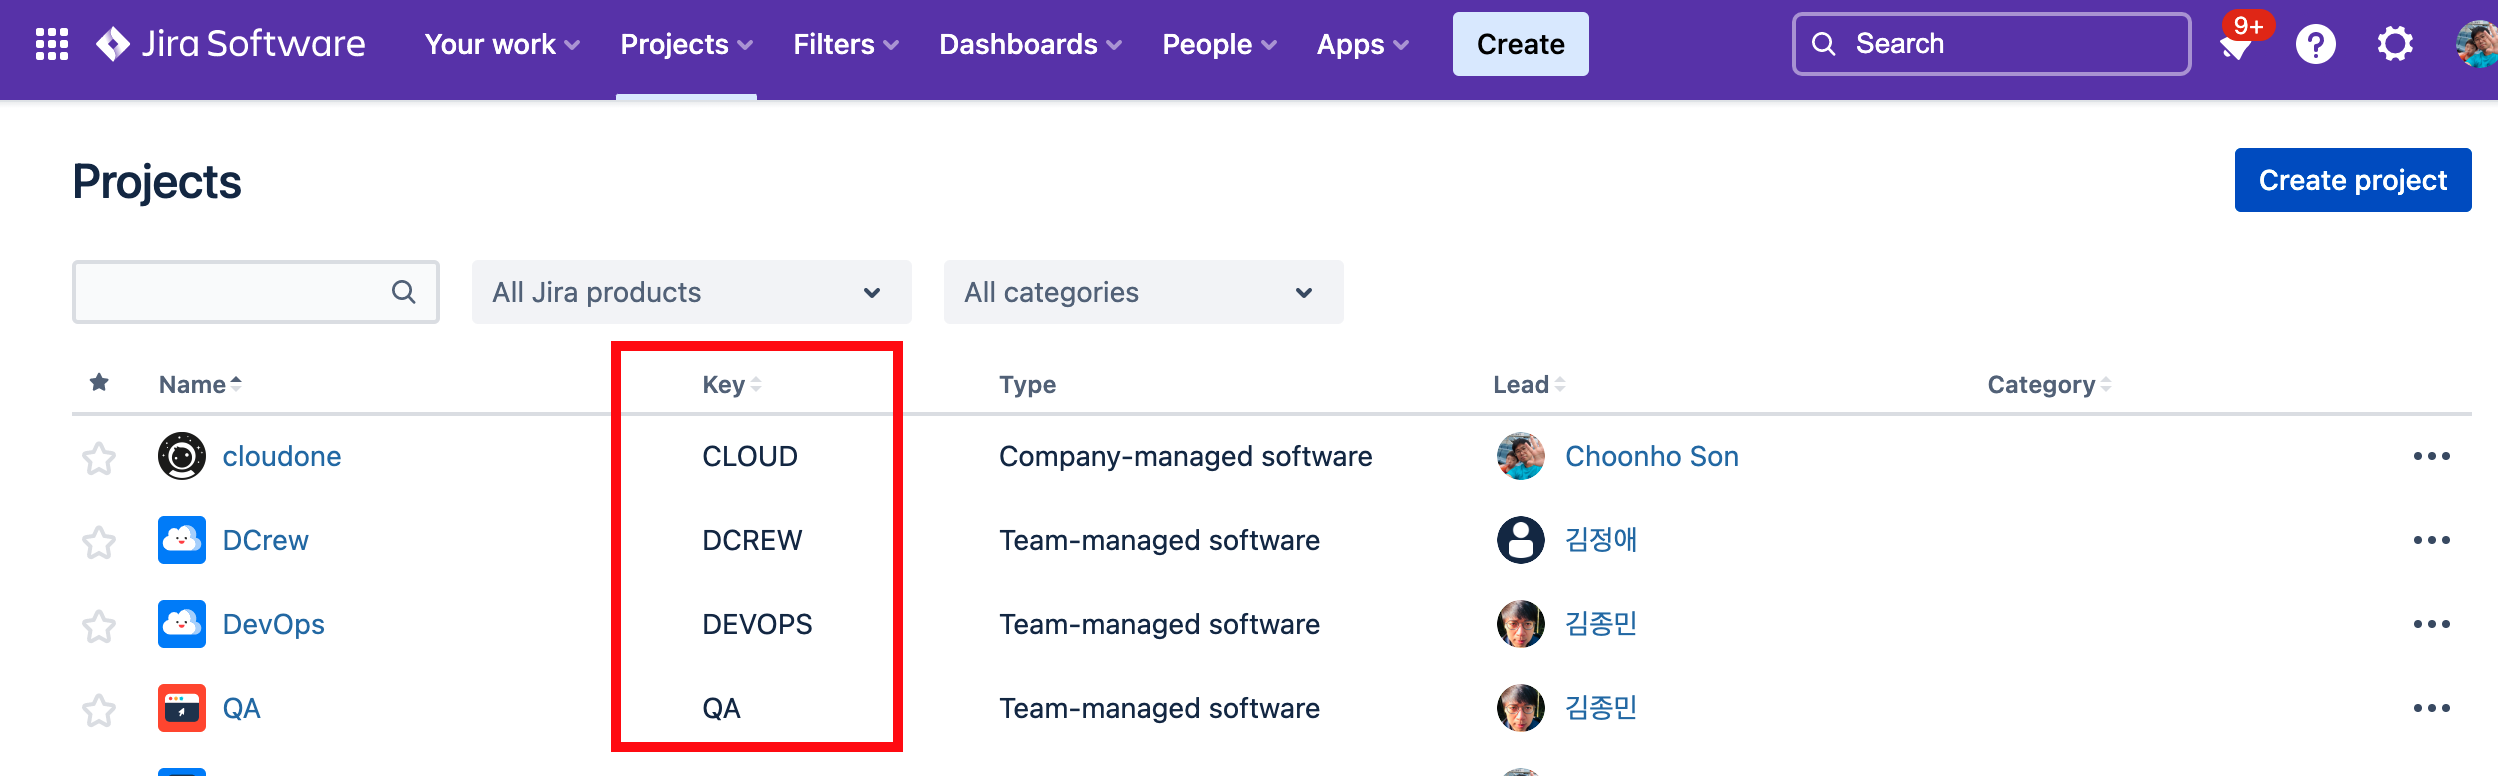 Jira Software Your work Projects Filters Dashboards People Apps Create Search 9+ ?
Projects
Create project
All Jira products All categories
Name Key Type Lead Category
cloudone CLOUD Company-managed software Choonho Son
DCrew DCREW Team-managed software 김정애
DevOps DEVOPS Team-managed software 김종민
QA QA Team-managed software 김종민